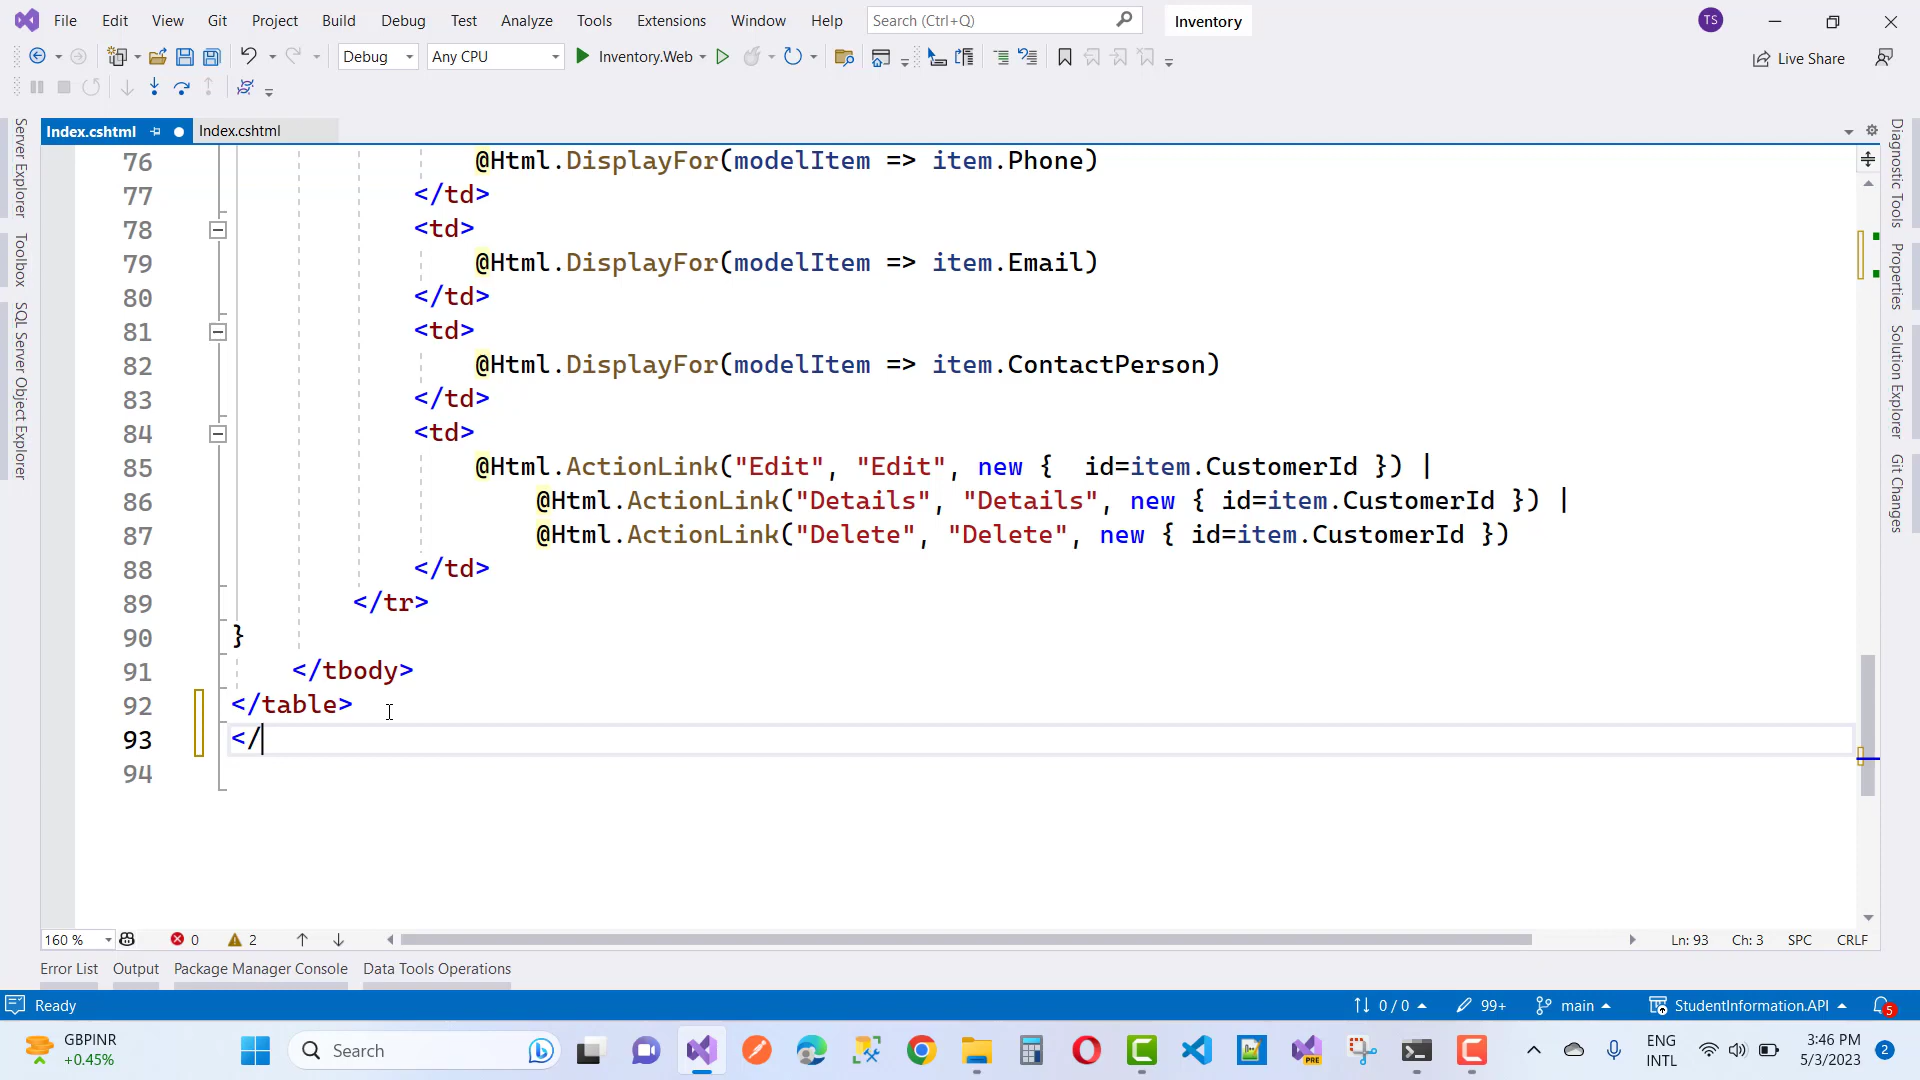 File Edit View Git Project Build Debug Test Analyze Tools Extensions Window Help Search (Ctrl+Q) Inventory TS
Debug Any CPU Inventory.Web Live Share
Index.cshtml Index.cshtml
Server Explorer
Toolbox
SQL Server Object Explorer
76 @Html.DisplayFor(modelItem => item.Phone)
77 </td>
78 <td>
79 @Html.DisplayFor(modelItem => item.Email)
80 </td>
81 <td>
82 @Html.DisplayFor(modelItem => item.ContactPerson)
83 </td>
84 <td>
85 @Html.ActionLink("Edit", "Edit", new {  id=item.CustomerId }) |
86 @Html.ActionLink("Details", "Details", new { id=item.CustomerId }) |
87 @Html.ActionLink("Delete", "Delete", new { id=item.CustomerId })
88 </td>
89 </tr>
90 }
91 </tbody>
92 </table>
93 </
94
Diagnostic Tools
Properties
Solution Explorer
Git Changes
160 % 0 2 Ln: 93 Ch: 3 SPC CRLF
Error List Output Package Manager Console Data Tools Operations
Ready 0 / 0 99+ main StudentInformation.API 5
GBPINR
+0.45%
Search
PRE
ENG
INTL
3:46 PM
5/3/2023
2